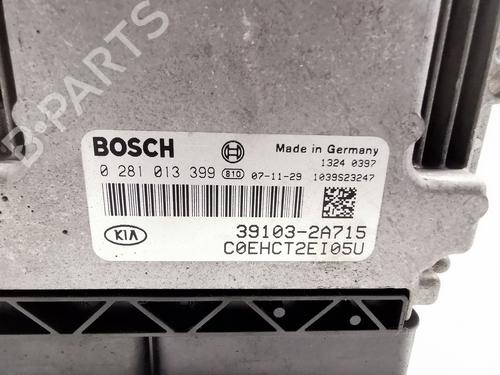 B-PARTS
BOSCH
Made in Germany
1324 0397
0 281 013 399 810 07-11-29 1039S23247
39103-2A715
KIA
C0EHCT2EI05U